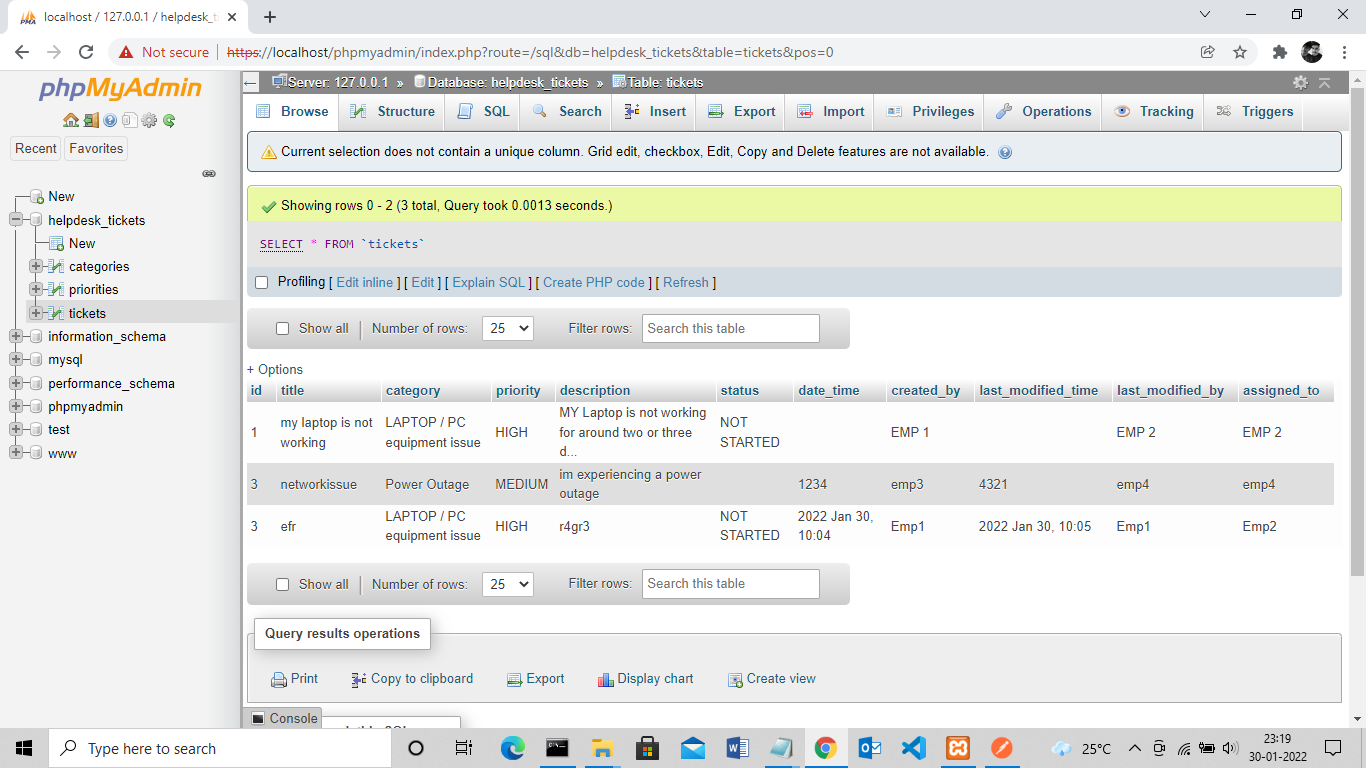 localhost / 127.0.0.1 / helpdesk_t
Not secure https://localhost/phpmyadmin/index.php?route=/sql&db=helpdesk_tickets&table=tickets&pos=0
phpMyAdmin
Recent Favorites
New
helpdesk_tickets
New
categories
priorities
tickets
information_schema
mysql
performance_schema
phpmyadmin
test
www
Server: 127.0.0.1 » Database: helpdesk_tickets » Table: tickets
Browse Structure SQL Search Insert Export Import Privileges Operations Tracking Triggers
Current selection does not contain a unique column. Grid edit, checkbox, Edit, Copy and Delete features are not available.
Showing rows 0 - 2 (3 total, Query took 0.0013 seconds.)
SELECT * FROM `tickets`
Profiling [ Edit inline ] [ Edit ] [ Explain SQL ] [ Create PHP code ] [ Refresh ]
Show all Number of rows: 25 Filter rows: Search this table
+ Options
id title category priority description status date_time created_by last_modified_time last_modified_by assigned_to
1 my laptop is not working LAPTOP / PC equipment issue HIGH MY Laptop is not working for around two or three d... NOT STARTED EMP 1 EMP 2 EMP 2
3 networkissue Power Outage MEDIUM im experiencing a power outage 1234 emp3 4321 emp4 emp4
3 efr LAPTOP / PC equipment issue HIGH r4gr3 NOT STARTED 2022 Jan 30, 10:04 Emp1 2022 Jan 30, 10:05 Emp1 Emp2
Show all Number of rows: 25 Filter rows: Search this table
Query results operations
Print Copy to clipboard Export Display chart Create view
Console
Type here to search
25°C
23:19
30-01-2022